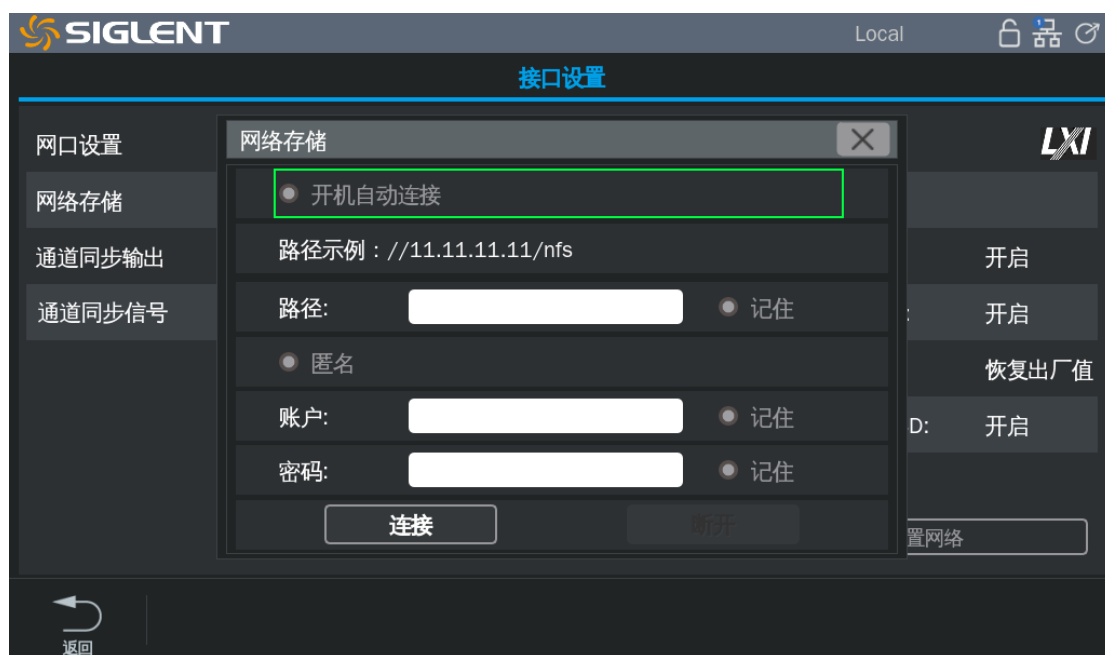 SIGLENT Local
接口设置
网口设置
网络存储
LXI
网络存储
开机自动连接
通道同步输出
路径示例：//11.11.11.11/nfs
开启
通道同步信号
路径: 记住
: 开启
匿名
恢复出厂值
账户: 记住
D: 开启
密码: 记住
连接 断开
置网络
返回